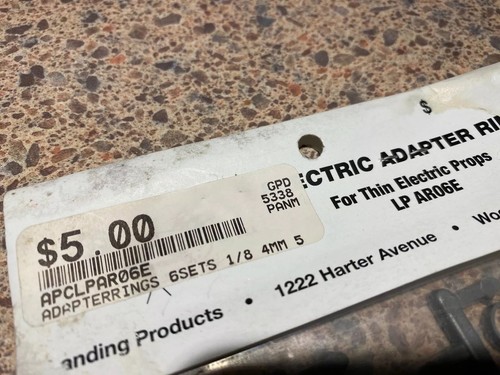 $
ECTRIC ADAPTER RI
For Thin Electric Props
LP AR06E
GPD
5338
PANM
$5.00
APCLPAR06E
ADAPTERRINGS 6SETS 1/8 4MM 5
anding Products • 1222 Harter Avenue • Wo